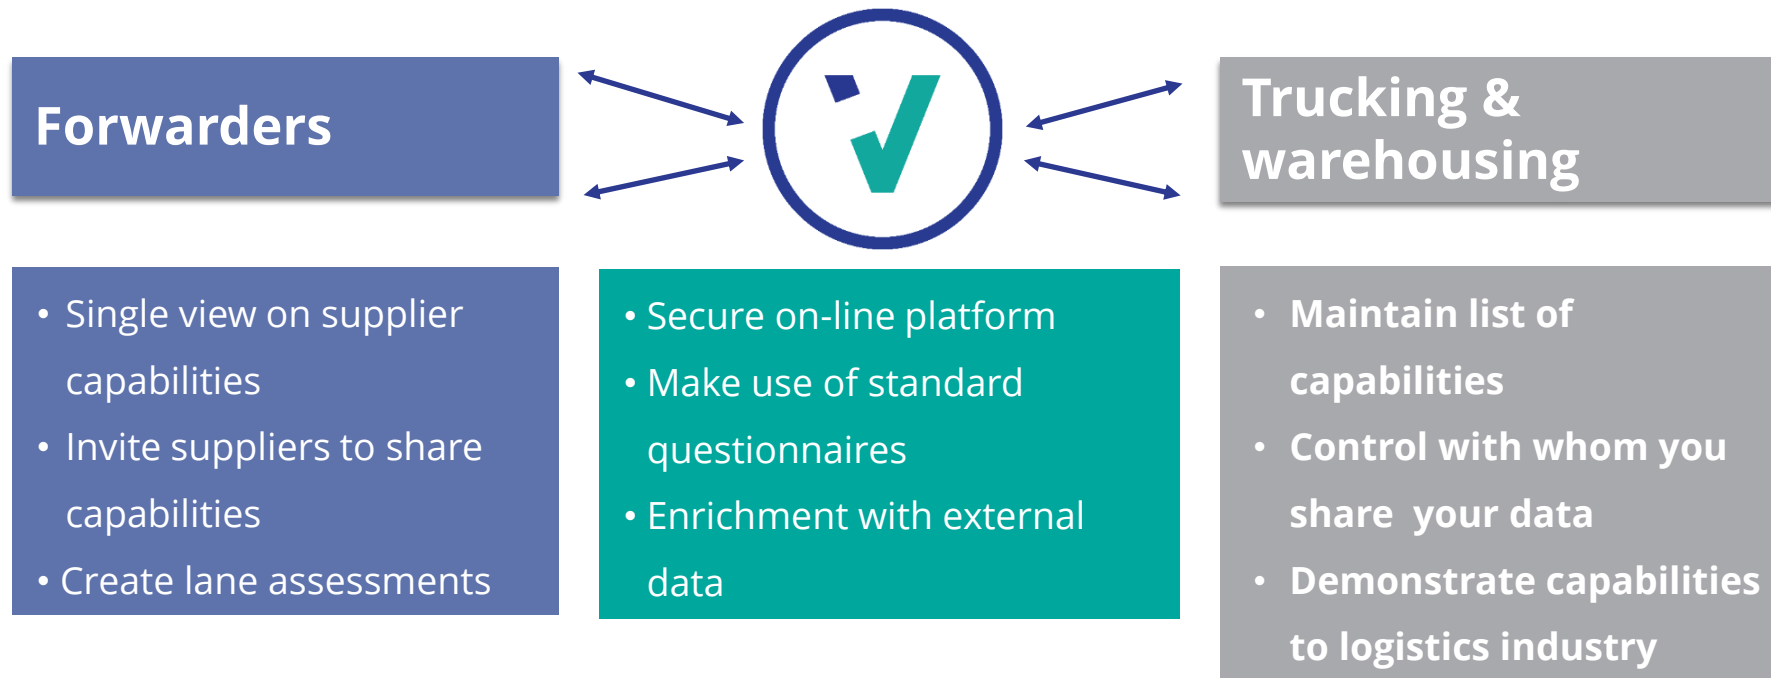 Forwarders
Trucking &
warehousing
• Single view on supplier
capabilities
• Invite suppliers to share
capabilities
• Create lane assessments
• Secure on-line platform
• Make use of standard
questionnaires
• Enrichment with external
data
• Maintain list of
capabilities
• Control with whom you
share  your data
• Demonstrate capabilities
to logistics industry